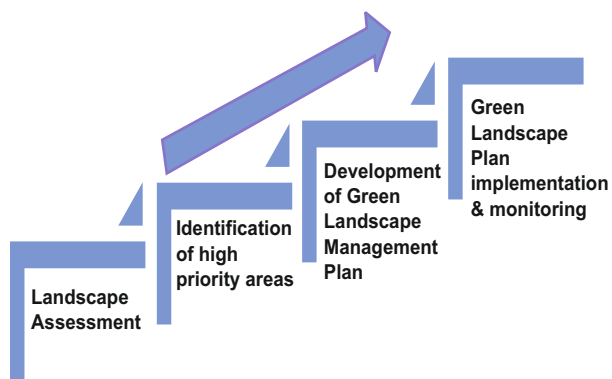 Landscape
Assessment
Identification
of high
priority areas
Development
of Green
Landscape
Management
Plan
Green
Landscape
Plan
implementation
& monitoring